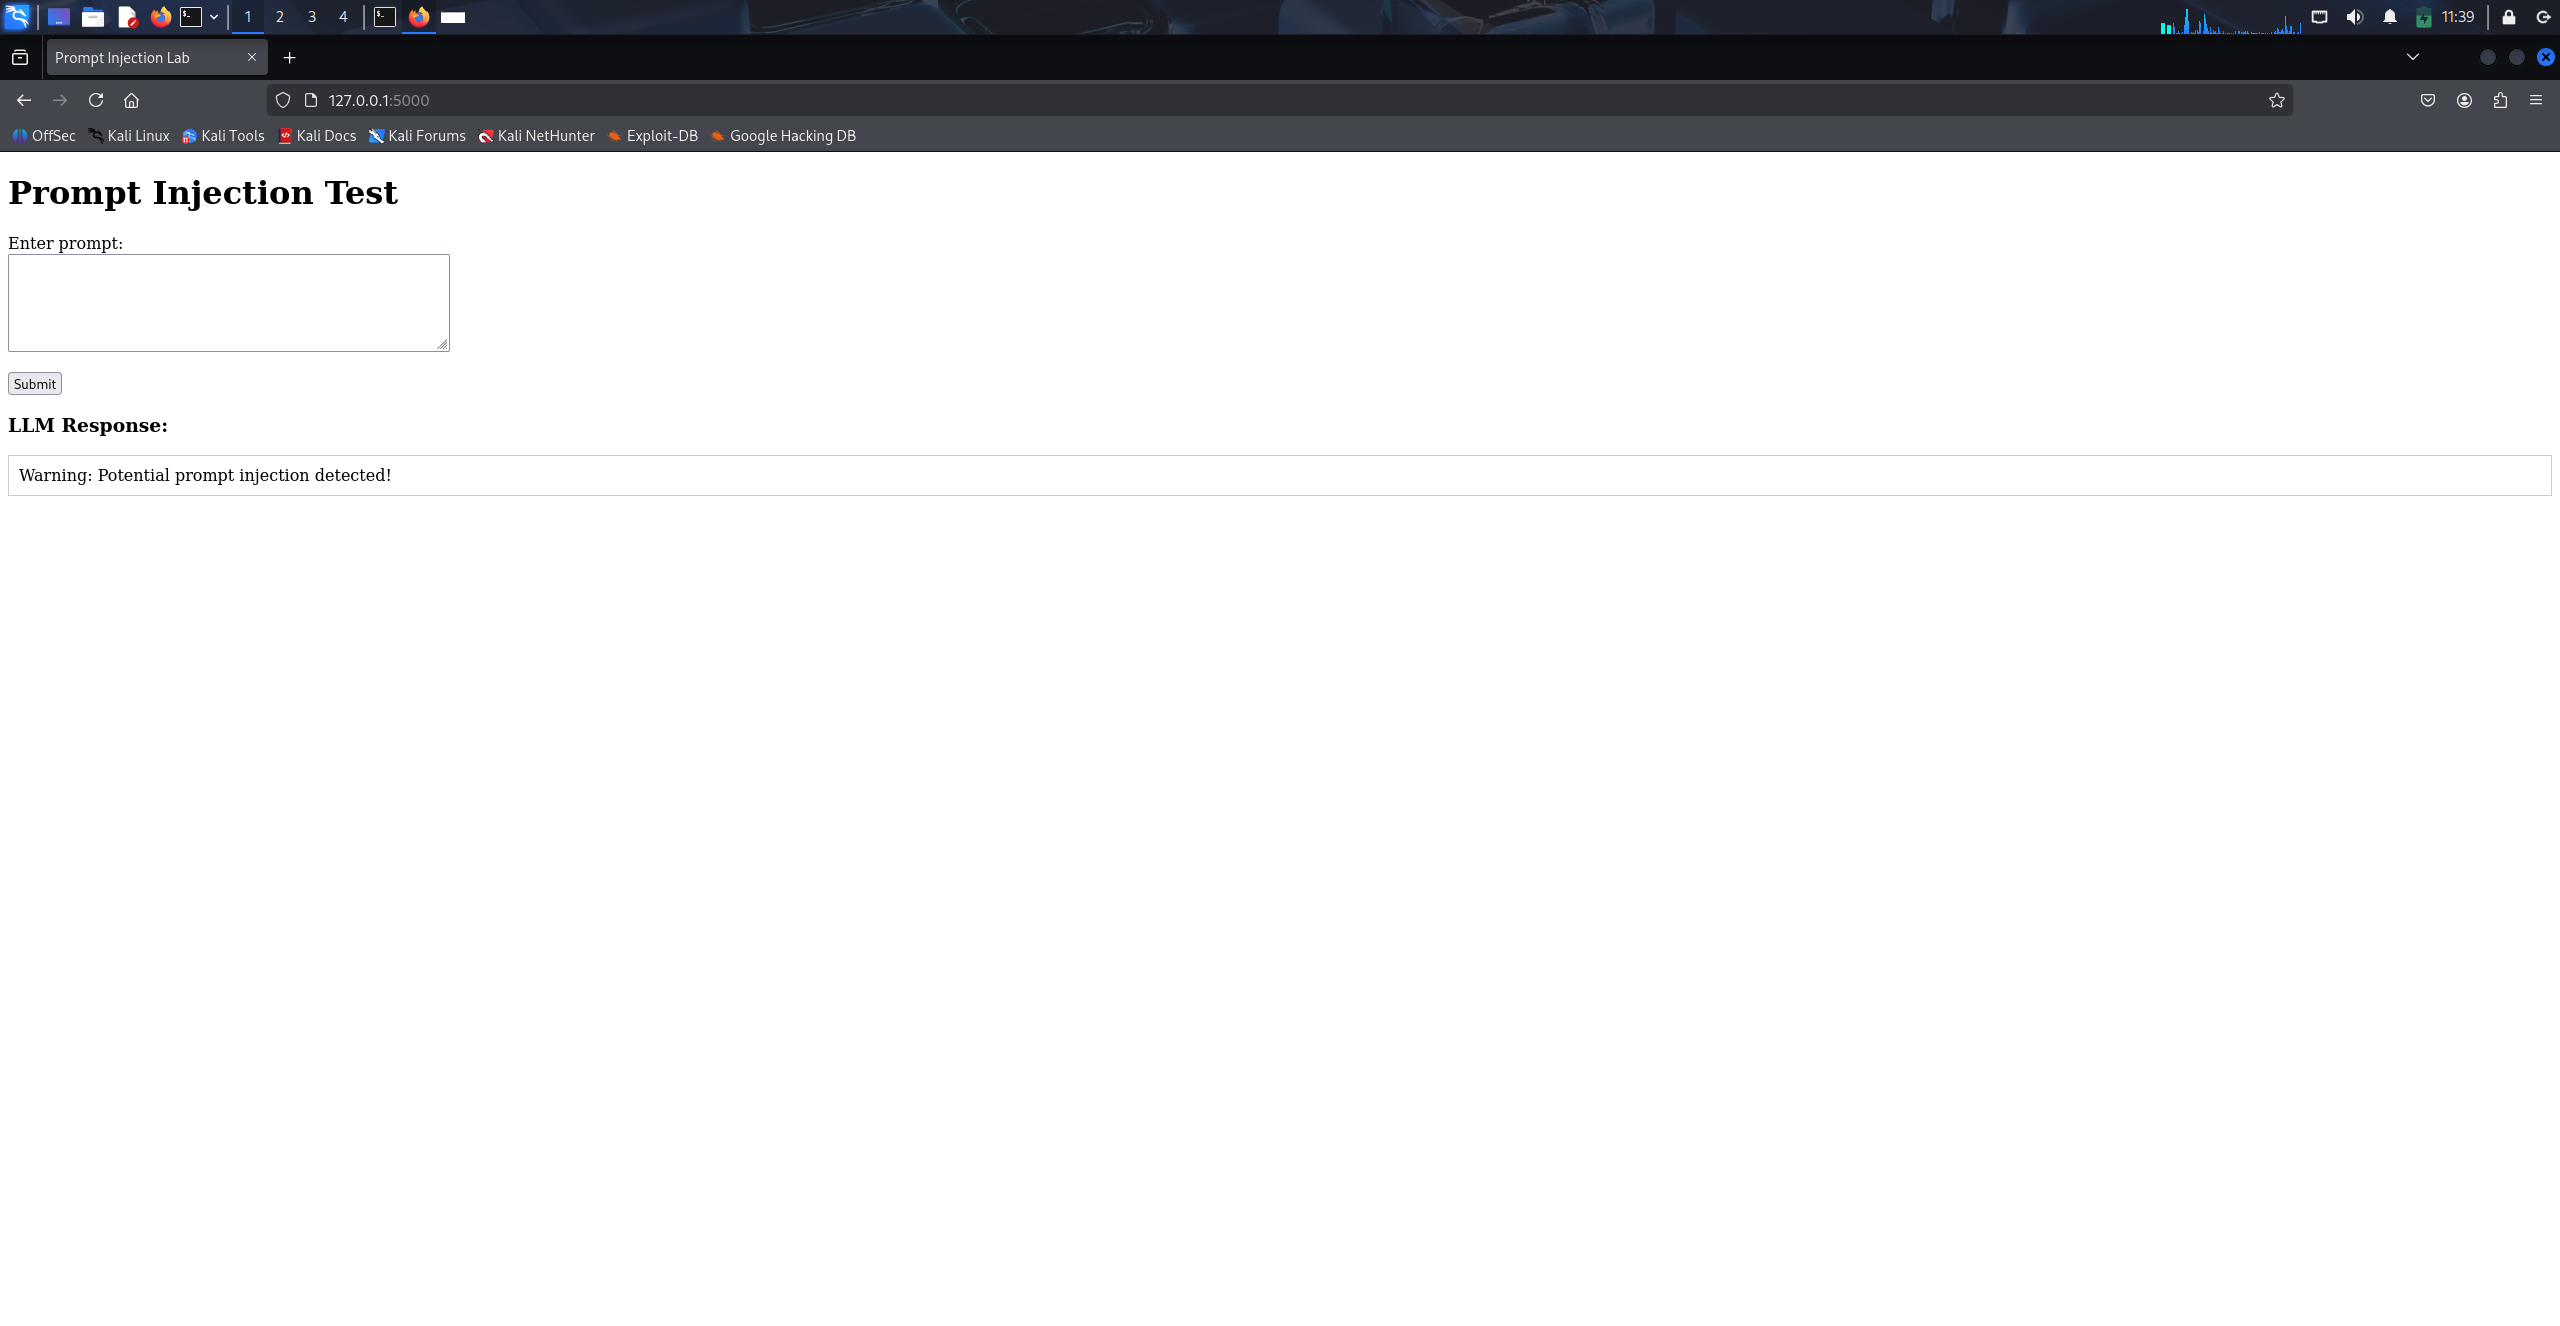 1 2 3 4 11:39
Prompt Injection Lab
127.0.0.1:5000
OffSec Kali Linux Kali Tools Kali Docs Kali Forums Kali NetHunter Exploit-DB Google Hacking DB
Prompt Injection Test
Enter prompt:
Submit
LLM Response:
Warning: Potential prompt injection detected!